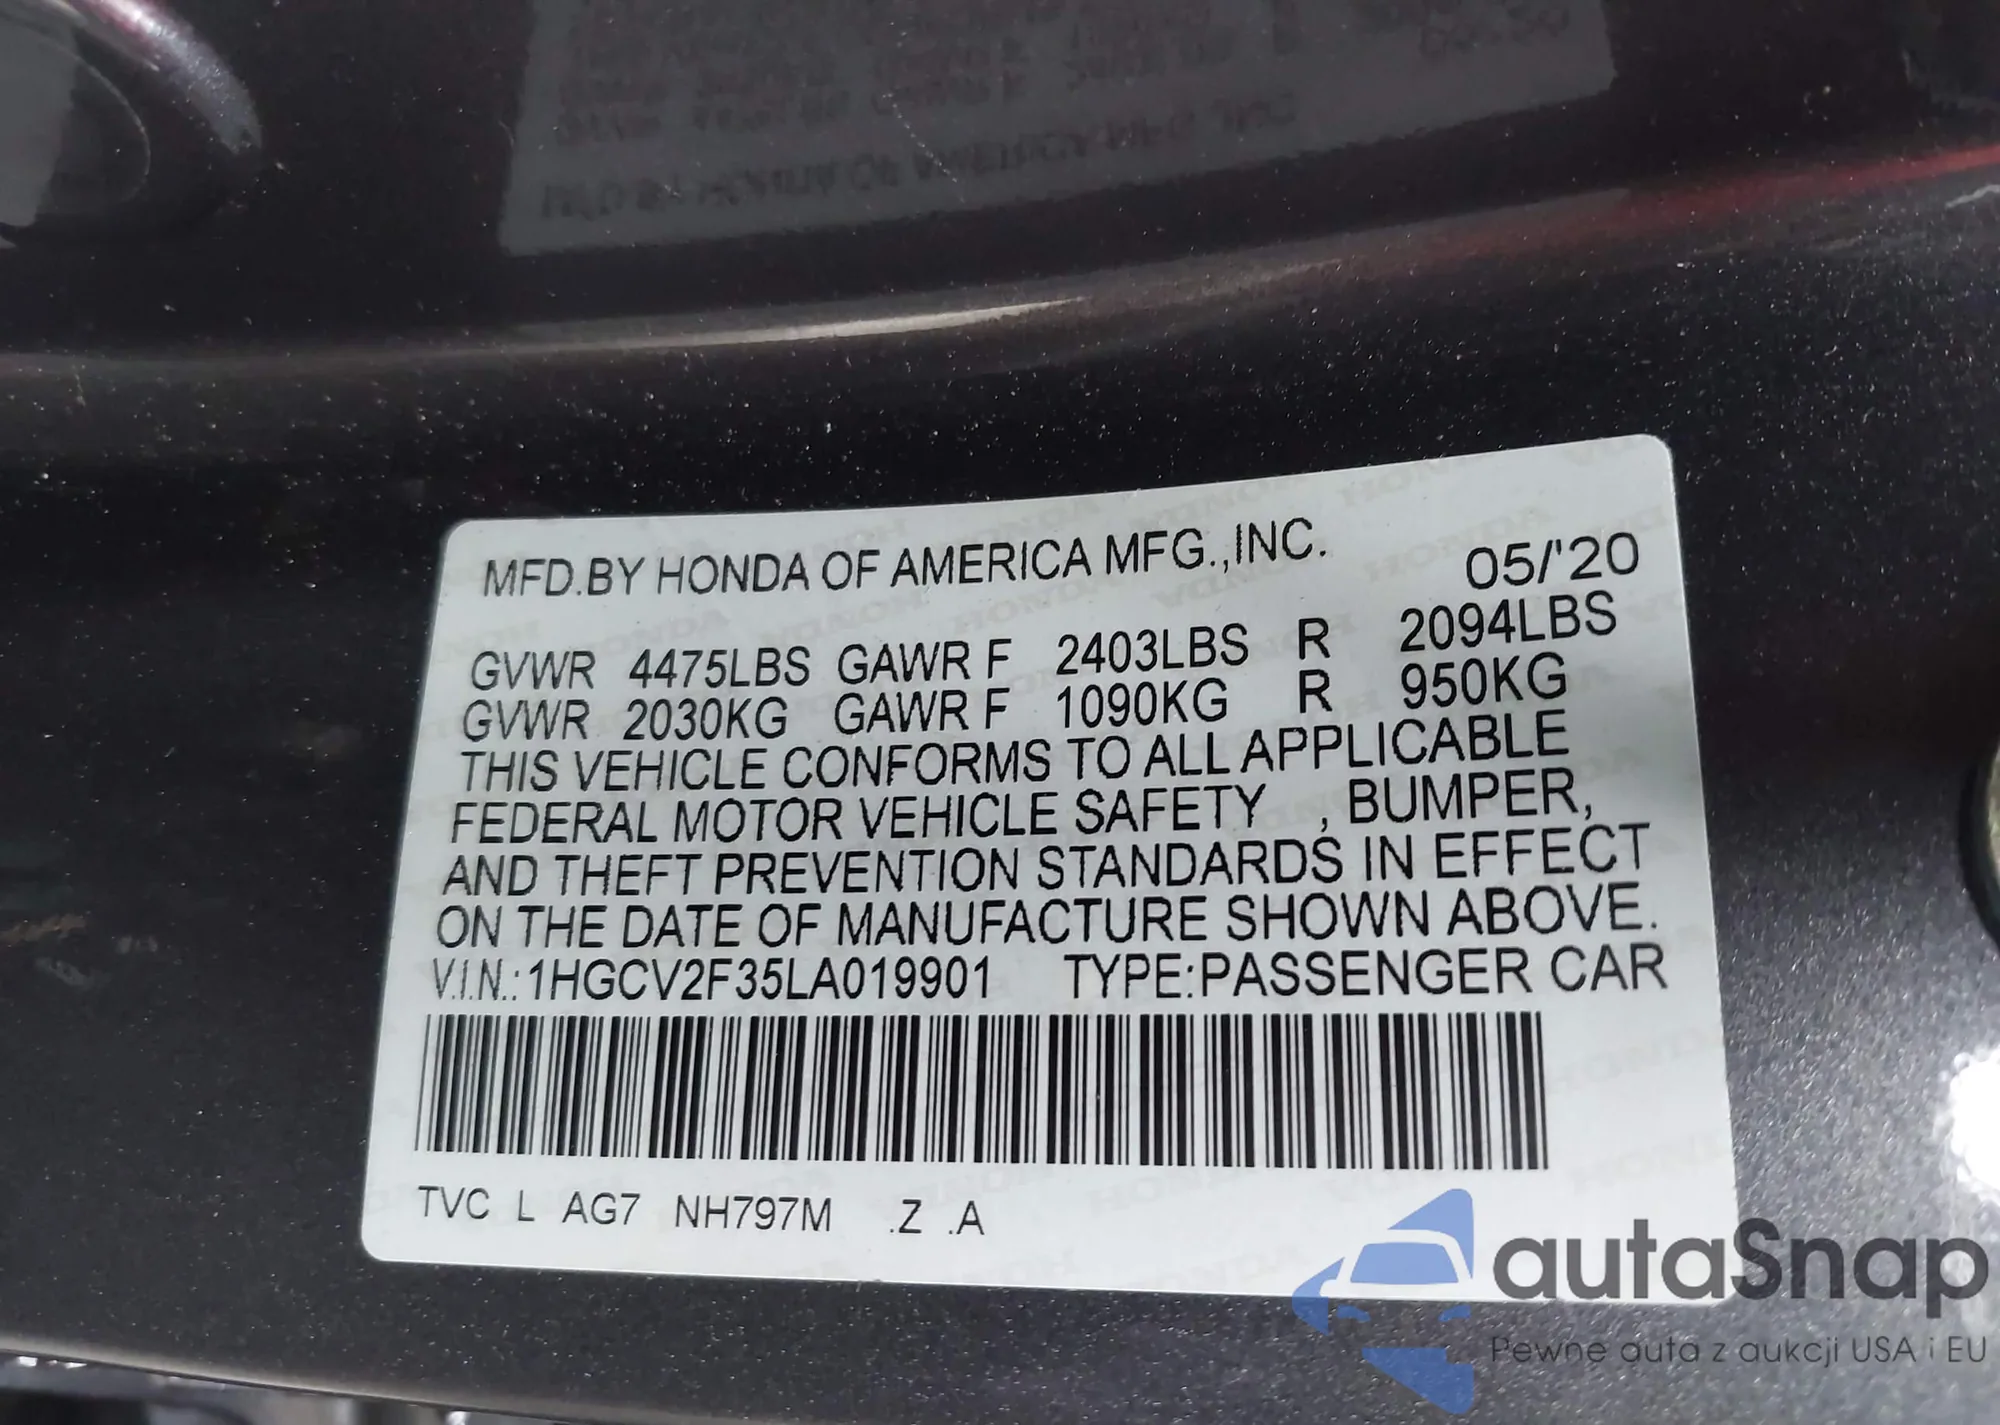 MFD.BY HONDA OF AMERICA MFG.,INC. 05/'20
GVWR 4475LBS GAWR F 2403LBS R 2094LBS
GVWR 2030KG GAWR F 1090KG R 950KG
THIS VEHICLE CONFORMS TO ALL APPLICABLE
FEDERAL MOTOR VEHICLE SAFETY , BUMPER,
AND THEFT PREVENTION STANDARDS IN EFFECT
ON THE DATE OF MANUFACTURE SHOWN ABOVE.
V.I.N.: 1HGCV2F35LA019901 TYPE:PASSENGER CAR
TVC L AG7 NH797M .Z .A
autaSnap
Pewne auta z aukcji USA i EU